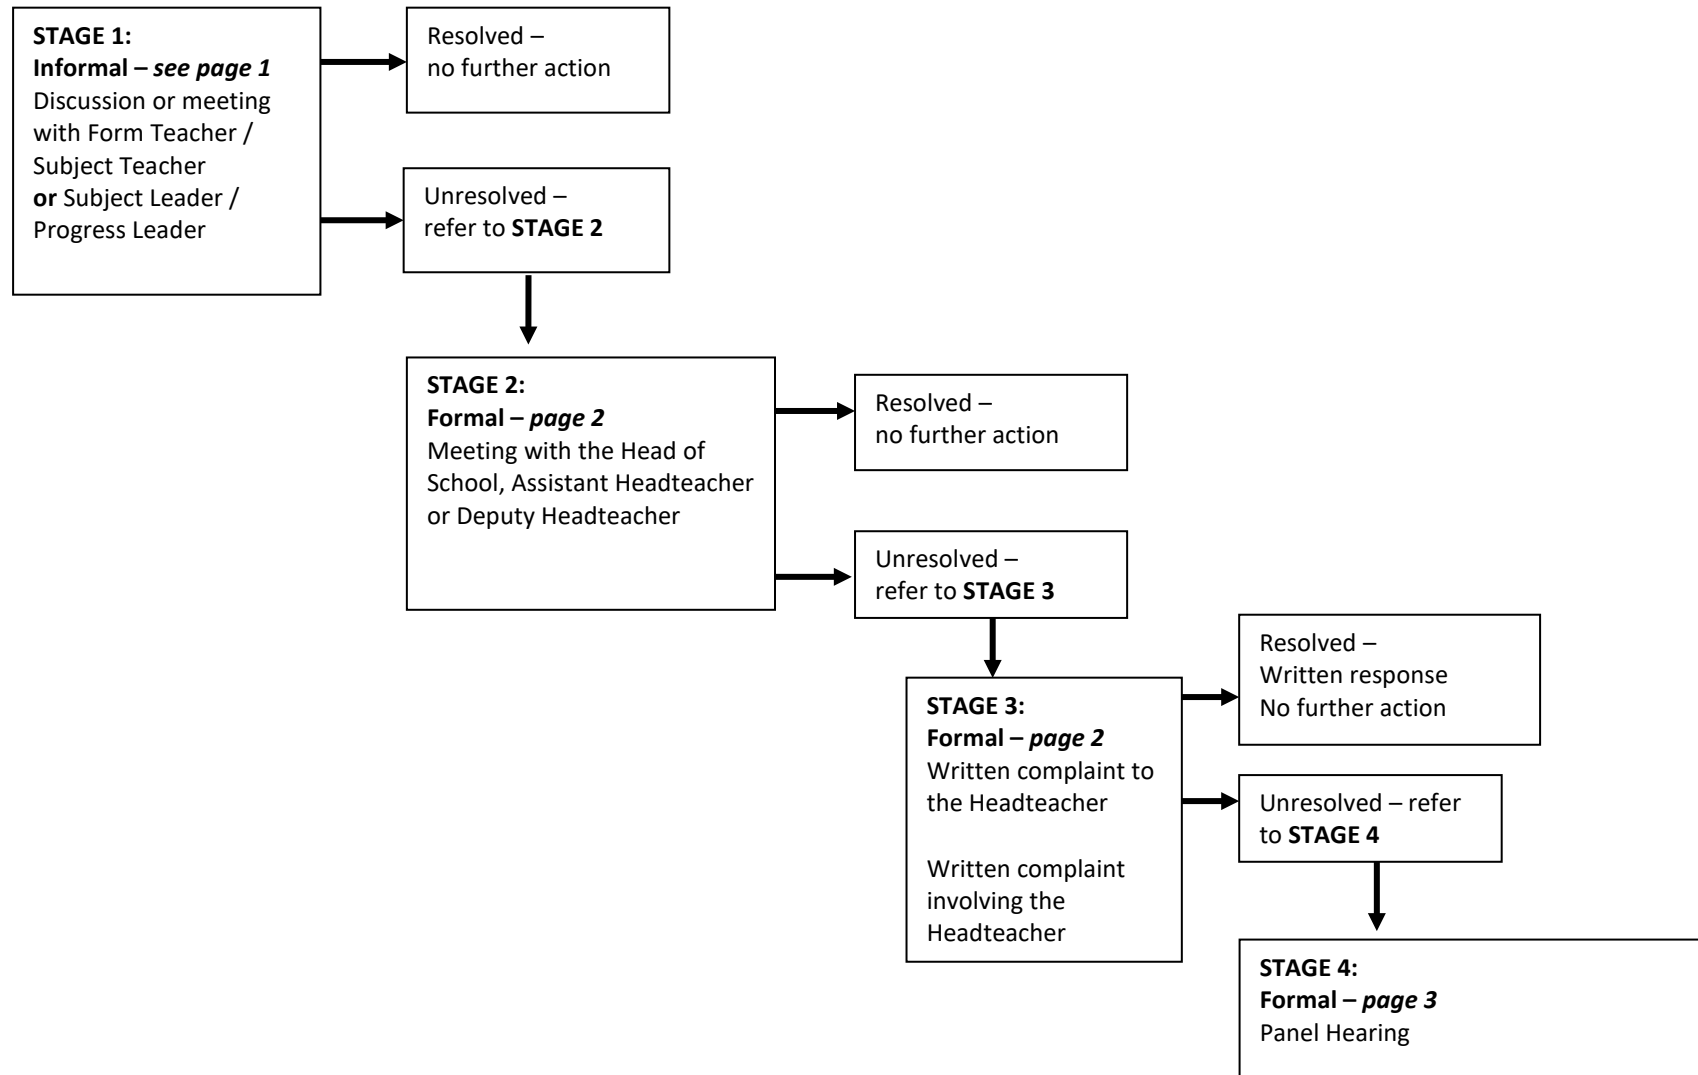 STAGE 1:
Informal – see page 1
Discussion or meeting
with Form Teacher /
Subject Teacher
or Subject Leader /
Progress Leader
Resolved –
no further action
Unresolved –
refer to STAGE 2
STAGE 2:
Formal – page 2
Meeting with the Head of
School, Assistant Headteacher
or Deputy Headteacher
Resolved –
no further action
Unresolved –
refer to STAGE 3
STAGE 3:
Formal – page 2
Written complaint to
the Headteacher
Written complaint
involving the
Headteacher
Resolved –
Written response
No further action
Unresolved – refer
to STAGE 4
STAGE 4:
Formal – page 3
Panel Hearing